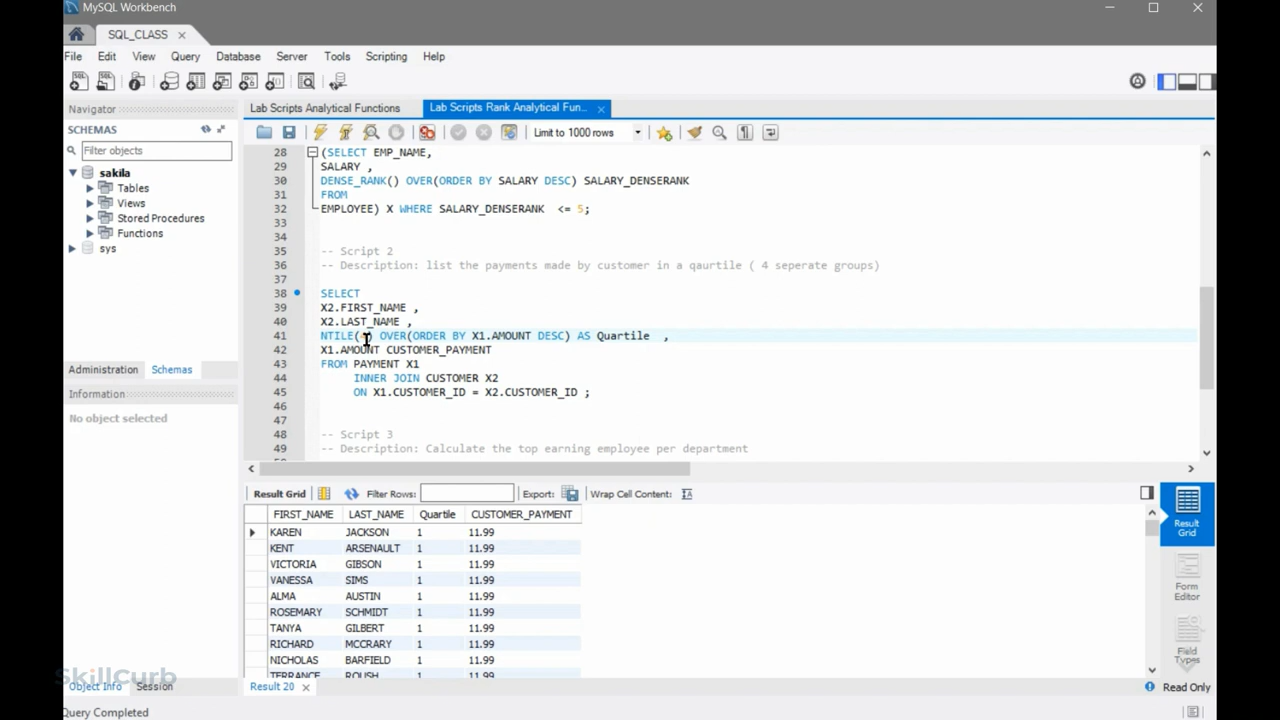 MySQL Workbench
SQL_CLASS
File Edit View Query Database Server Tools Scripting Help
Navigator
SCHEMAS
Filter objects
sakila
Tables
Views
Stored Procedures
Functions
sys
Administration Schemas
Information
No object selected
Object Info Session
Query Completed
Lab Scripts Analytical Functions Lab Scripts Rank Analytical Fun...
Limit to 1000 rows
28 (SELECT EMP_NAME,
29 SALARY ,
30 DENSE_RANK() OVER(ORDER BY SALARY DESC) SALARY_DENSERANK
31 FROM
32 EMPLOYEE) X WHERE SALARY_DENSERANK <= 5;
33
34
35 -- Script 2
36 -- Description: list the payments made by customer in a qaurtile ( 4 seperate groups)
37
38 SELECT
39 X2.FIRST_NAME ,
40 X2.LAST_NAME ,
41 NTILE( ) OVER(ORDER BY X1.AMOUNT DESC) AS Quartile ,
42 X1.AMOUNT CUSTOMER_PAYMENT
43 FROM PAYMENT X1
44 INNER JOIN CUSTOMER X2
45 ON X1.CUSTOMER_ID = X2.CUSTOMER_ID ;
46
47
48 -- Script 3
49 -- Description: Calculate the top earning employee per department
Result Grid Filter Rows: Export: Wrap Cell Content:
FIRST_NAME LAST_NAME Quartile CUSTOMER_PAYMENT
KAREN JACKSON 1 11.99
KENT ARSENAULT 1 11.99
VICTORIA GIBSON 1 11.99
VANESSA SIMS 1 11.99
ALMA AUSTIN 1 11.99
ROSEMARY SCHMIDT 1 11.99
TANYA GILBERT 1 11.99
RICHARD MCCRARY 1 11.99
NICHOLAS BARFIELD 1 11.99
TERRANCE ROUSH 1 11.99
Result 20
Result
Grid
Form
Editor
Field
Types
Read Only
SkillCurb